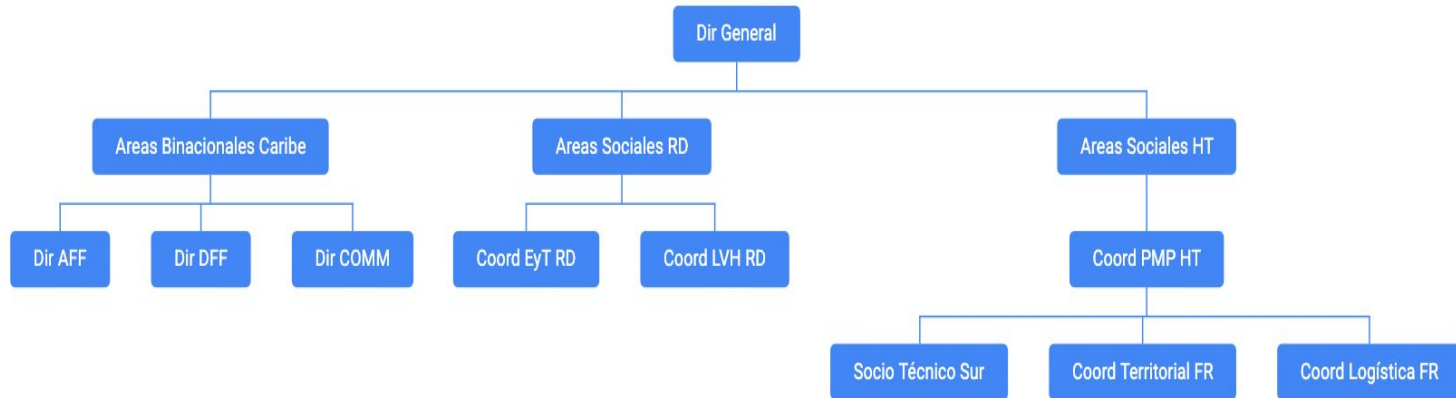 Dir General
Areas Binacionales Caribe
Areas Sociales RD
Areas Sociales HT
Dir AFF
Dir DFF
Dir COMM
Coord EyT RD
Coord LVH RD
Coord PMP HT
Socio Técnico Sur
Coord Territorial FR
Coord Logística FR